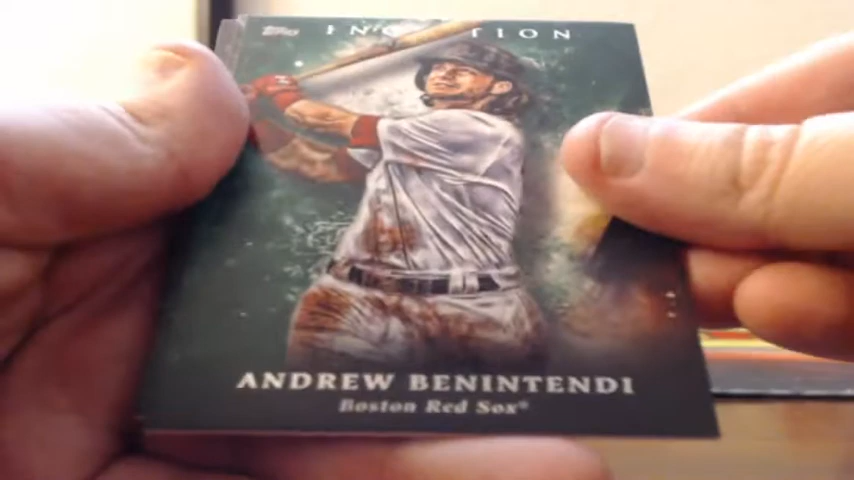 Topps INCEPTION
ANDREW BENINTENDI
Boston Red Sox®